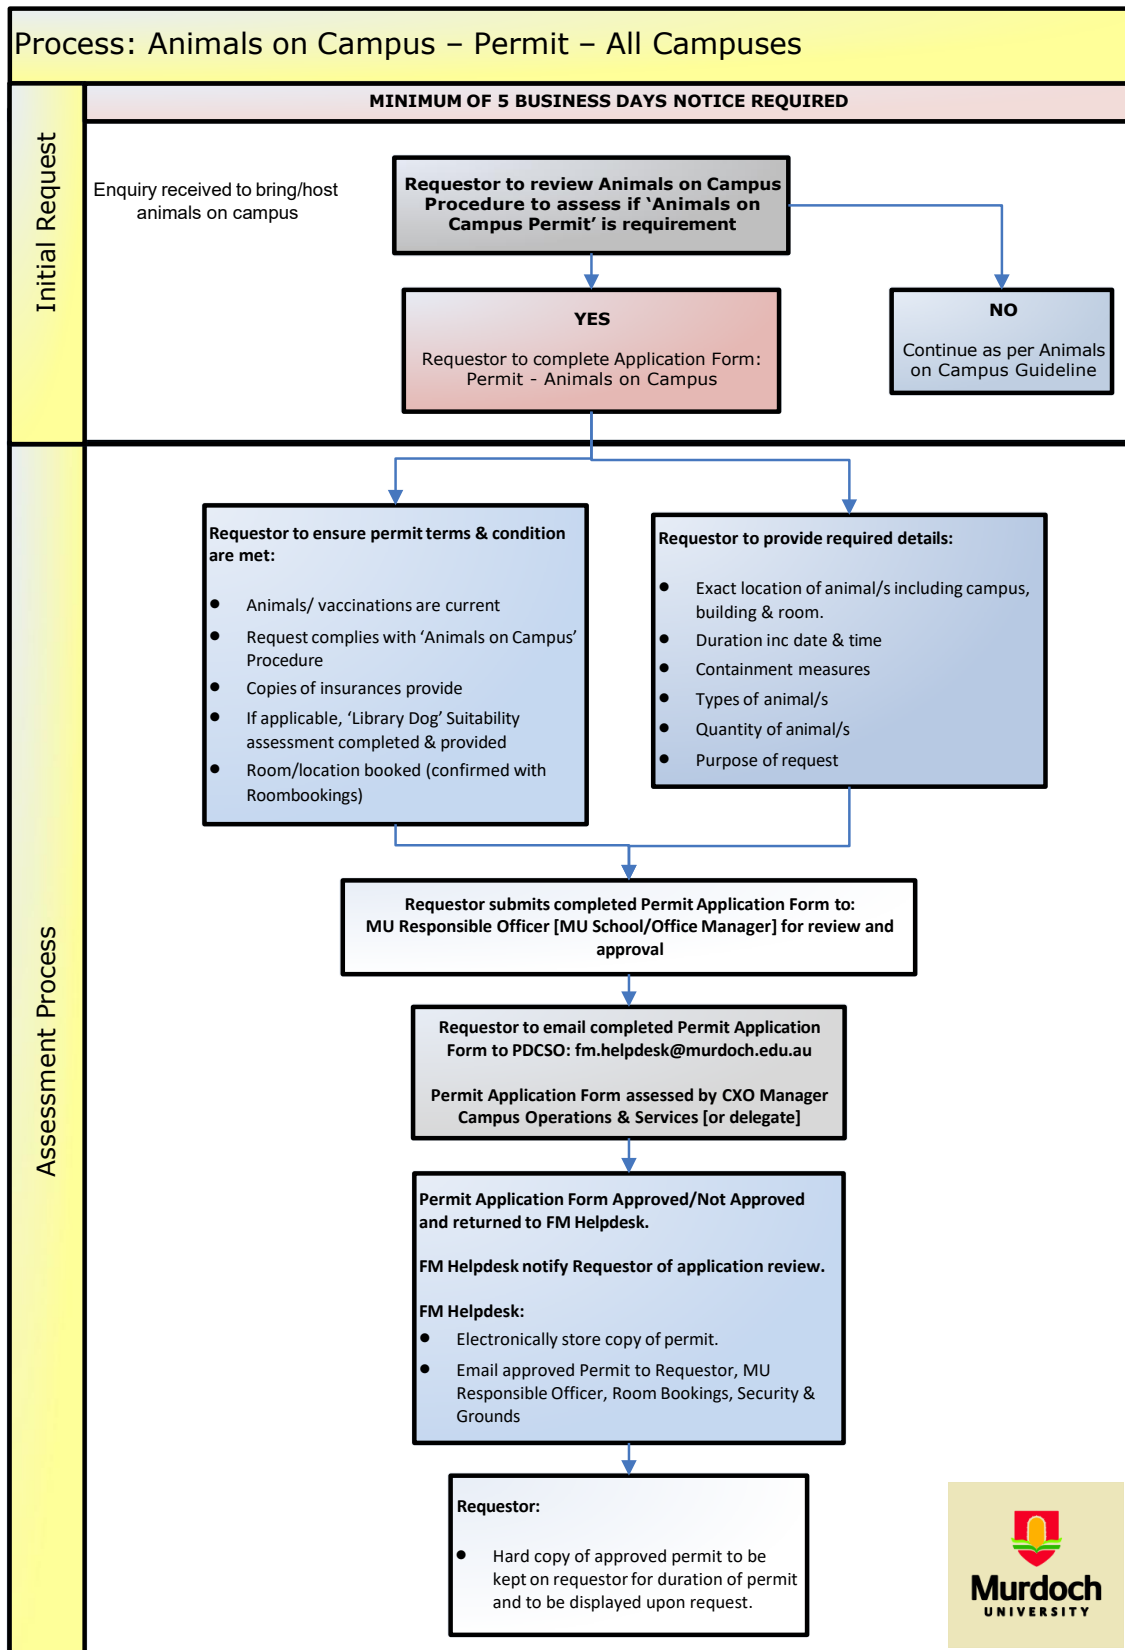 Process: Animals on Campus – Permit – All Campuses
Initial Request
MINIMUM OF 5 BUSINESS DAYS NOTICE REQUIRED
Enquiry received to bring/host
animals on campus
Requestor to review Animals on Campus
Procedure to assess if ‘Animals on
Campus Permit’ is requirement
YES
Requestor to complete Application Form:
Permit - Animals on Campus
NO
Continue as per Animals
on Campus Guideline
Assessment Process
Requestor to ensure permit terms & condition
are met:
● Animals/ vaccinations are current
● Request complies with ‘Animals on Campus’
Procedure
● Copies of insurances provide
● If applicable, ‘Library Dog’ Suitability
assessment completed & provided
● Room/location booked (confirmed with
Roombookings)
Requestor to provide required details:
● Exact location of animal/s including campus,
building & room.
● Duration inc date & time
● Containment measures
● Types of animal/s
● Quantity of animal/s
● Purpose of request
Requestor submits completed Permit Application Form to:
MU Responsible Officer [MU School/Office Manager] for review and
approval
Requestor to email completed Permit Application
Form to PDCSO: fm.helpdesk@murdoch.edu.au
Permit Application Form assessed by CXO Manager
Campus Operations & Services [or delegate]
Permit Application Form Approved/Not Approved
and returned to FM Helpdesk.
FM Helpdesk notify Requestor of application review.
FM Helpdesk:
● Electronically store copy of permit.
● Email approved Permit to Requestor, MU
Responsible Officer, Room Bookings, Security &
Grounds
Requestor:
● Hard copy of approved permit to be
kept on requestor for duration of permit
and to be displayed upon request.
Murdoch
UNIVERSITY